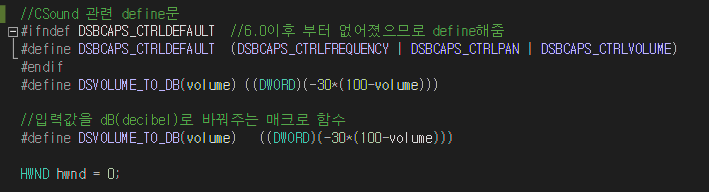 //CSound 관련 define문
#ifndef DSBCAPS_CTRLDEFAULT  //6.0이후 부터 없어졌으므로 define해줌
#define DSBCAPS_CTRLDEFAULT  (DSBCAPS_CTRLFREQUENCY | DSBCAPS_CTRLPAN | DSBCAPS_CTRLVOLUME)
#endif
#define DSVOLUME_TO_DB(volume) ((DWORD)(-30*(100-volume)))
//입력값을 dB(decibel)로 바꿔주는 매크로 함수
#define DSVOLUME_TO_DB(volume)   ((DWORD)(-30*(100-volume)))
HWND hwnd = 0;